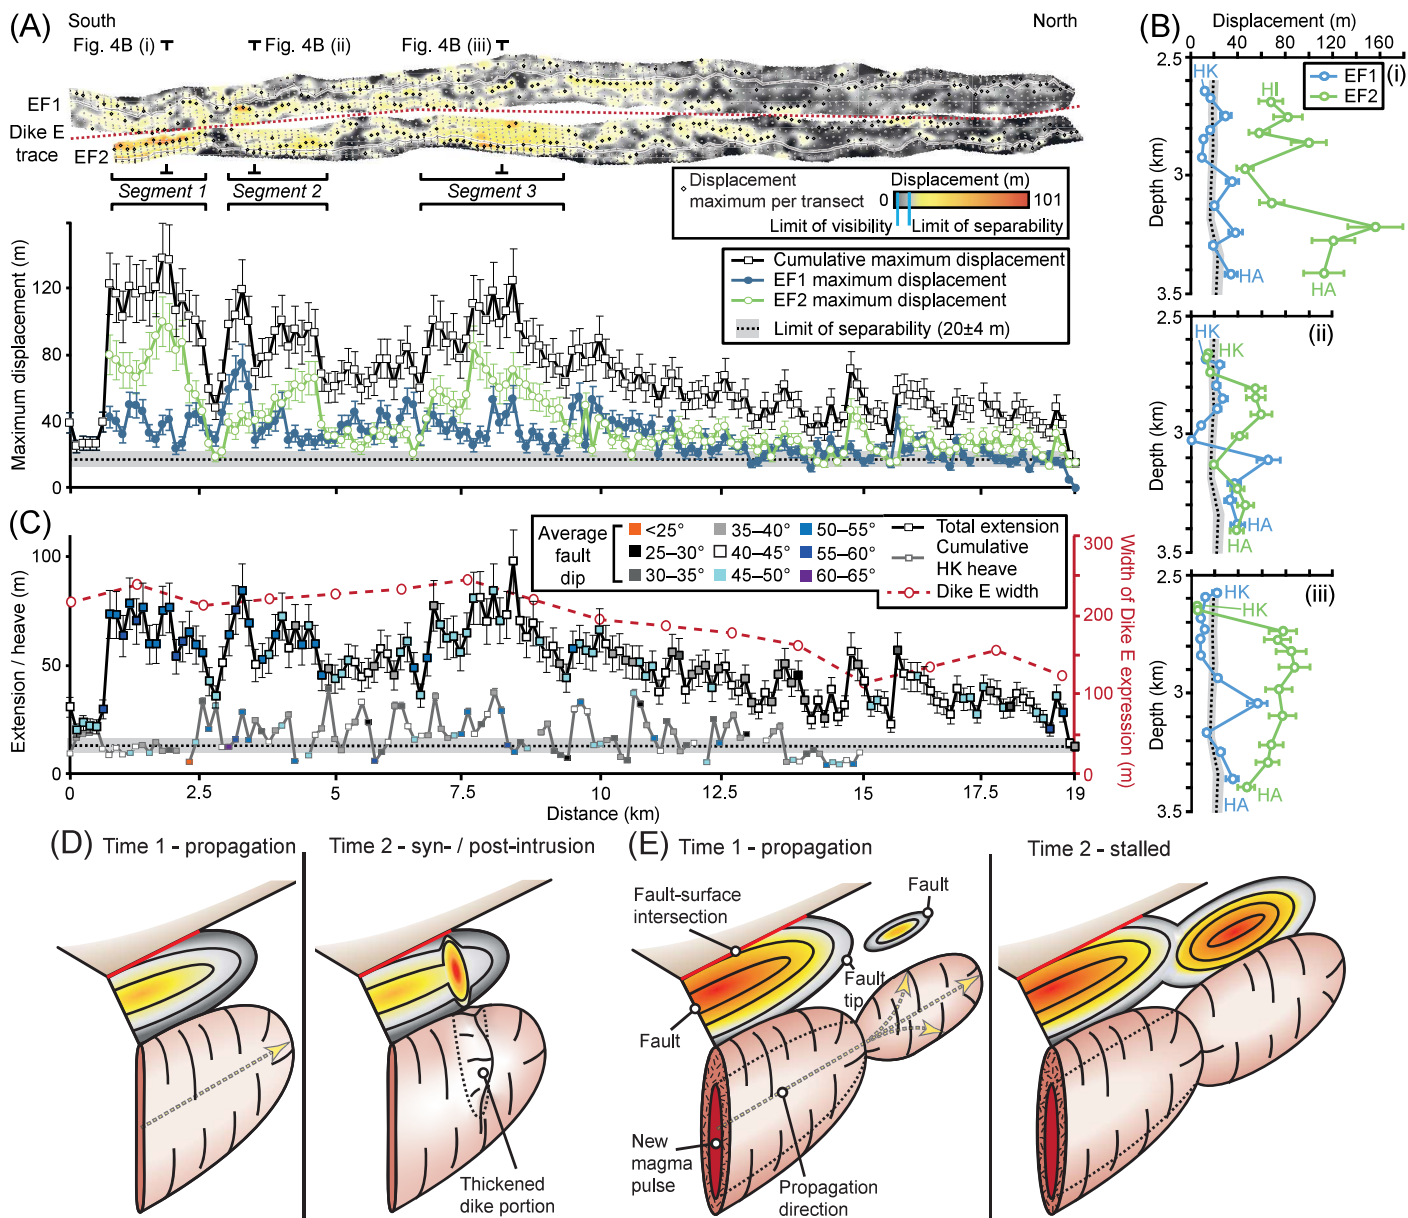 (A)
South
North
Fig. 4B (i)
Fig. 4B (ii)
Fig. 4B (iii)
EF1
Dike E
trace
EF2
Segment 1
Segment 2
Segment 3
Displacement
maximum per transect
Displacement (m)
0
101
Limit of visibility
Limit of separability
Maximum displacement (m)
120
80
40
0
Cumulative maximum displacement
EF1 maximum displacement
EF2 maximum displacement
Limit of separability (20±4 m)
(B)
Displacement (m)
0 40 80 120 160
(i)
EF1
EF2
2.5
3
3.5
Depth (km)
HK
HI
HA
HA
(ii)
2.5
3
3.5
Depth (km)
HK
HK
HA
HA
(iii)
2.5
3
3.5
Depth (km)
HK
HK
HA
HA
(C)
Extension / heave (m)
100
50
0
Average
fault
dip
<25°
25–30°
30–35°
35–40°
40–45°
45–50°
50–55°
55–60°
60–65°
Total extension
Cumulative
HK heave
Dike E width
300
200
100
0
Width of Dike E expression (m)
0 2.5 5 7.5 10 12.5 15 17.5 19
Distance (km)
(D)
Time 1 - propagation
Time 2 - syn- / post-intrusion
Thickened
dike portion
(E)
Time 1 - propagation
Time 2 - stalled
Fault-surface
intersection
Fault
Fault
tip
Fault
New
magma
pulse
Propagation
direction